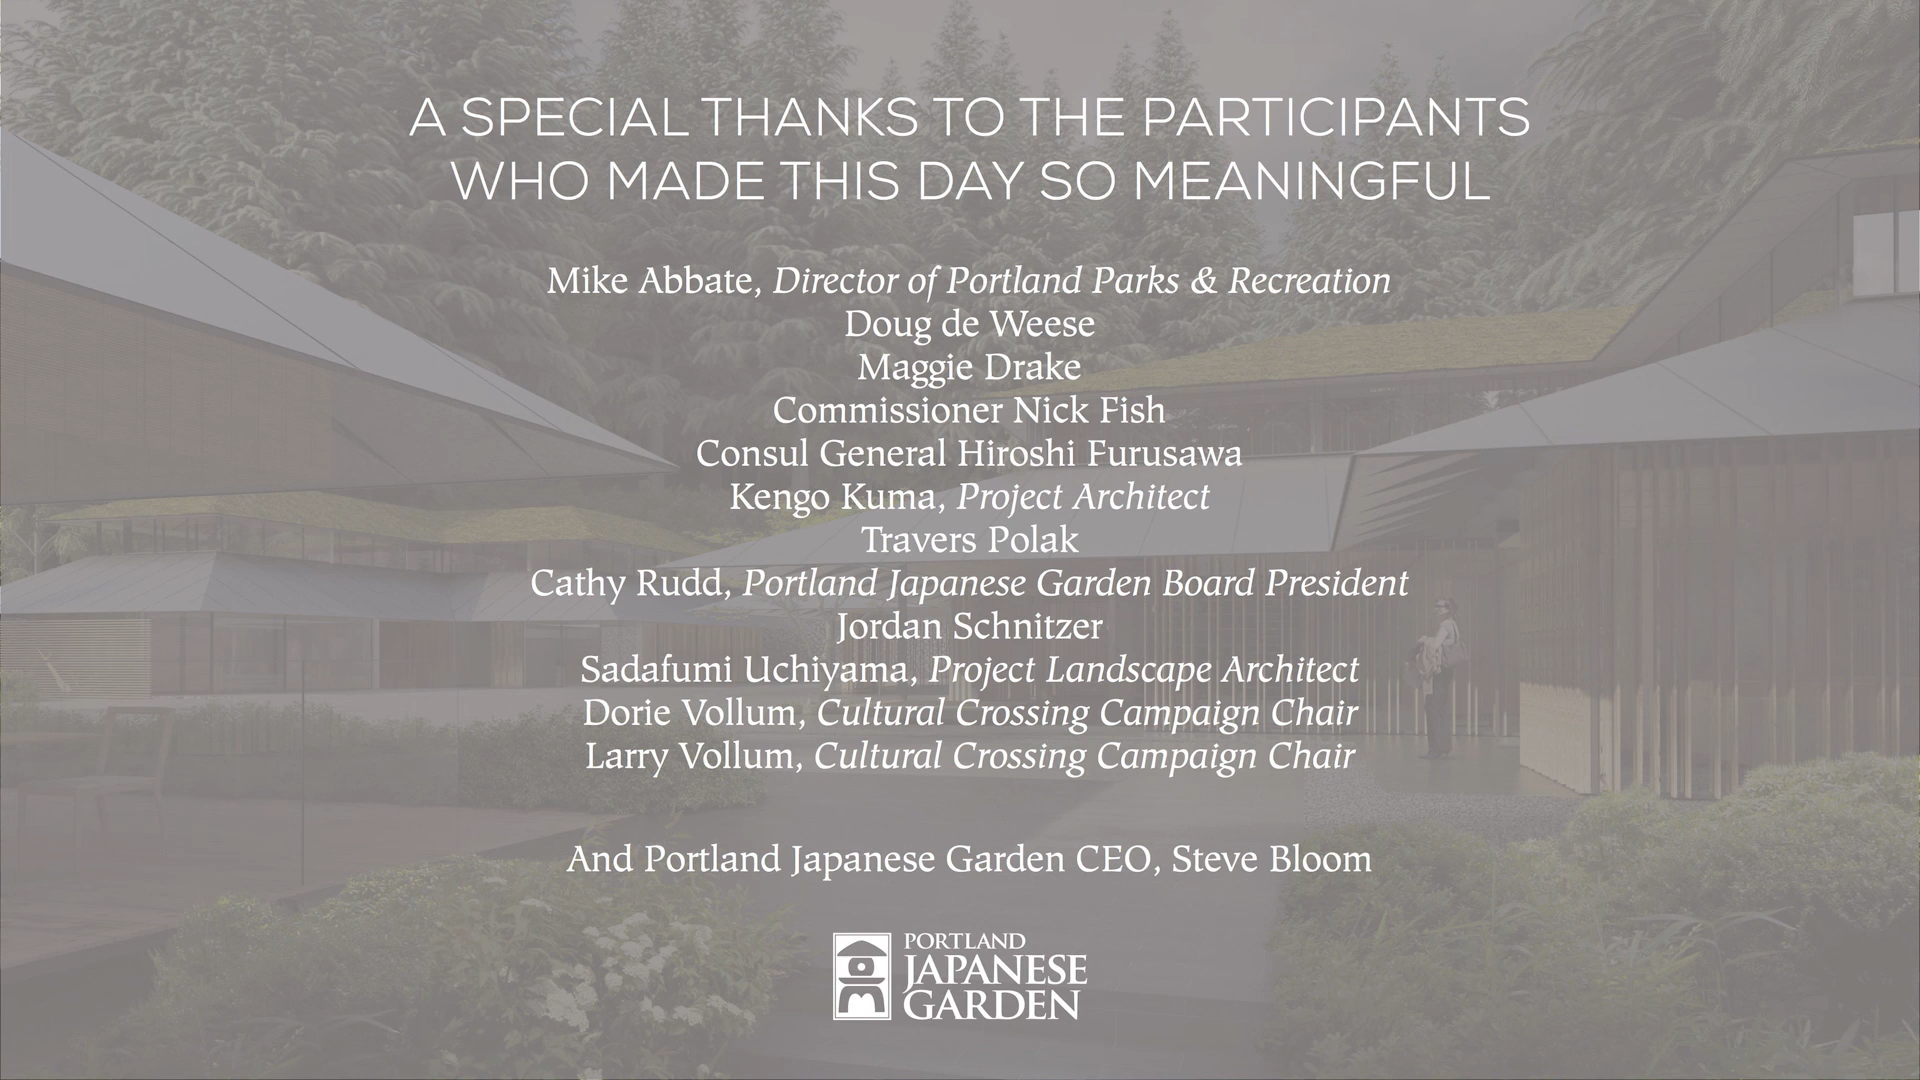 A SPECIAL THANKS TO THE PARTICIPANTS
WHO MADE THIS DAY SO MEANINGFUL
Mike Abbate, Director of Portland Parks & Recreation
Doug de Weese
Maggie Drake
Commissioner Nick Fish
Consul General Hiroshi Furusawa
Kengo Kuma, Project Architect
Travers Polak
Cathy Rudd, Portland Japanese Garden Board President
Jordan Schnitzer
Sadafumi Uchiyama, Project Landscape Architect
Dorie Vollum, Cultural Crossing Campaign Chair
Larry Vollum, Cultural Crossing Campaign Chair
And Portland Japanese Garden CEO, Steve Bloom
PORTLAND
JAPANESE
GARDEN